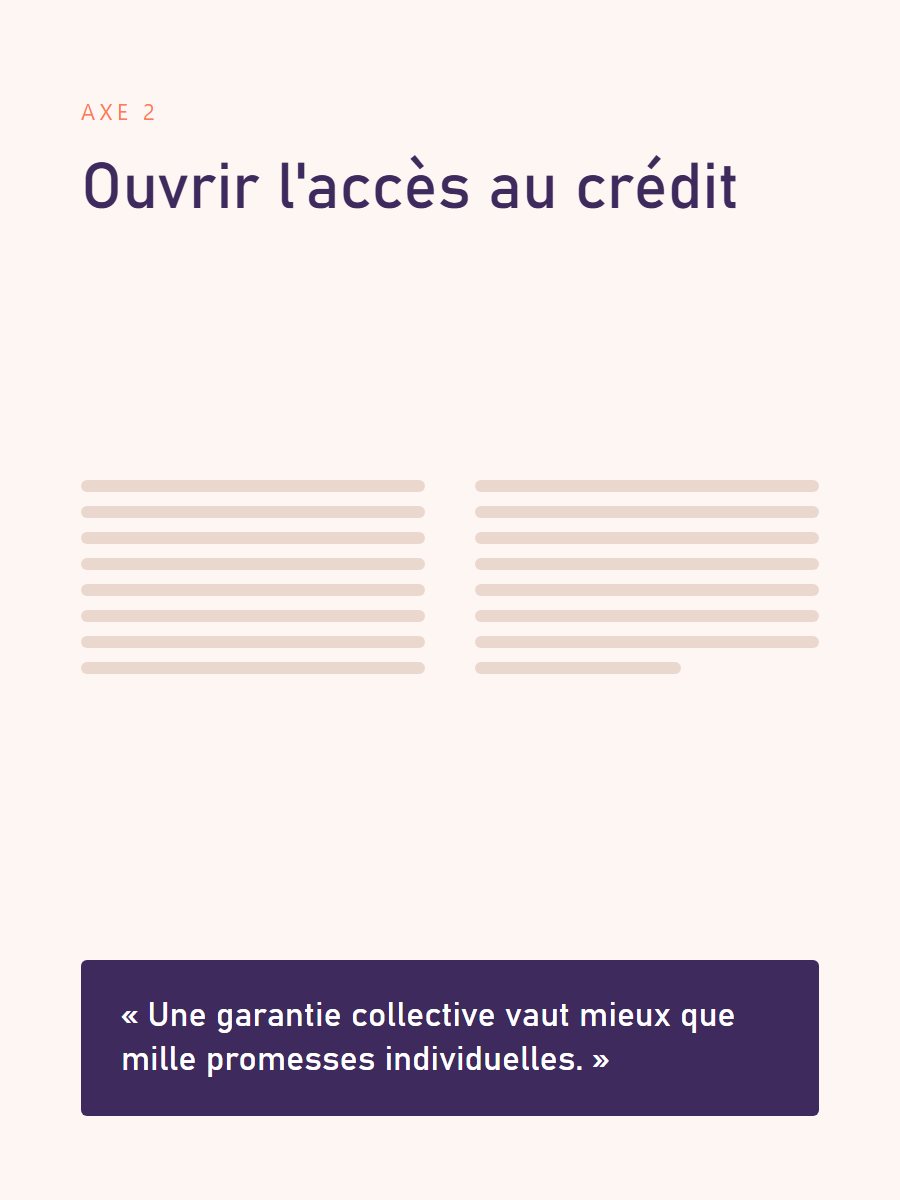 AXE 2
Ouvrir l'accès au crédit
« Une garantie collective vaut mieux que
mille promesses individuelles. »